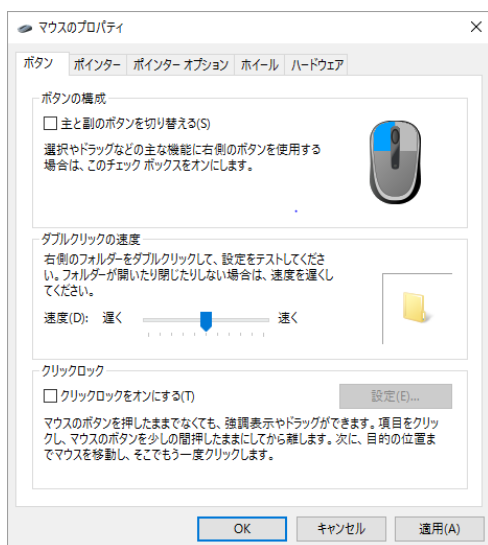 マウスのプロパティ
ボタン ポインター ポインター オプション ホイール ハードウェア
ボタンの構成
主と副のボタンを切り替える(S)
選択やドラッグなどの主な機能に右側のボタンを使用する
場合は、このチェック ボックスをオンにします。
ダブルクリックの速度
右側のフォルダーをダブルクリックして、設定をテストしてくださ
い。フォルダーが開いたり閉じたりしない場合は、速度を遅くし
てください。
速度(D): 遅く 速く
クリックロック
クリックロックをオンにする(T) 設定(E)...
マウスのボタンを押したままでなくても、強調表示やドラッグができます。項目をクリッ
クし、マウスのボタンを少しの間押したままにしてから離します。次に、目的の位置ま
でマウスを移動し、そこでもう一度クリックします。
OK キャンセル 適用(A)